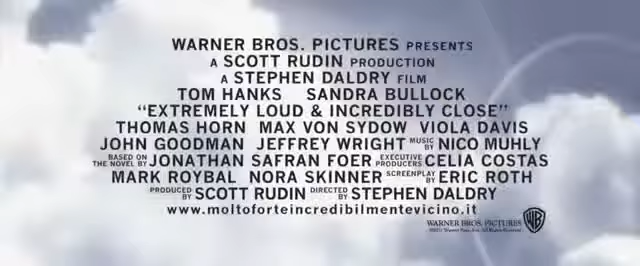 WARNER BROS. PICTURES PRESENTS
A SCOTT RUDIN PRODUCTION
A STEPHEN DALDRY FILM
TOM HANKS SANDRA BULLOCK
“EXTREMELY LOUD & INCREDIBLY CLOSE”
THOMAS HORN MAX VON SYDOW VIOLA DAVIS
JOHN GOODMAN JEFFREY WRIGHT MUSIC BY NICO MUHLY
BASED ON THE NOVEL BY JONATHAN SAFRAN FOER EXECUTIVE PRODUCERS CELIA COSTAS
MARK ROYBAL NORA SKINNER SCREENPLAY BY ERIC ROTH
PRODUCED BY SCOTT RUDIN DIRECTED BY STEPHEN DALDRY
www.moltoforteincredibilmentevicino.it
WARNER BROS. PICTURES
WB